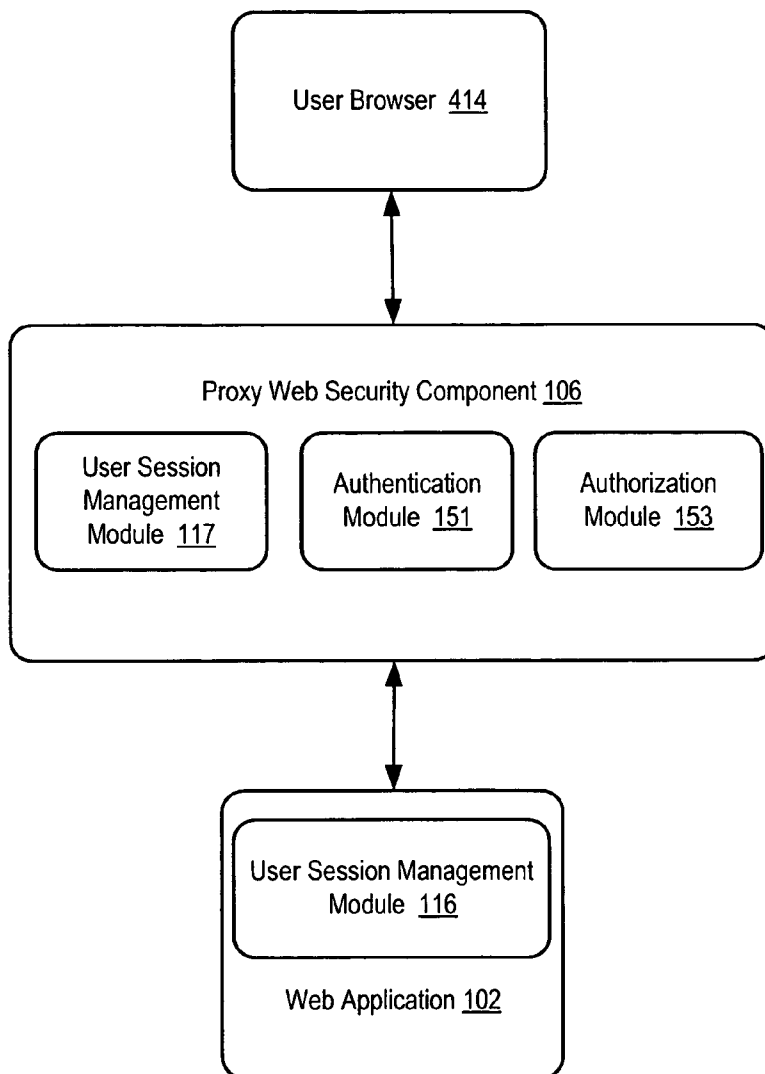 User Browser 414
Proxy Web Security Component 106
User Session
Management
Module 117
Authentication
Module 151
Authorization
Module 153
User Session Management
Module 116
Web Application 102